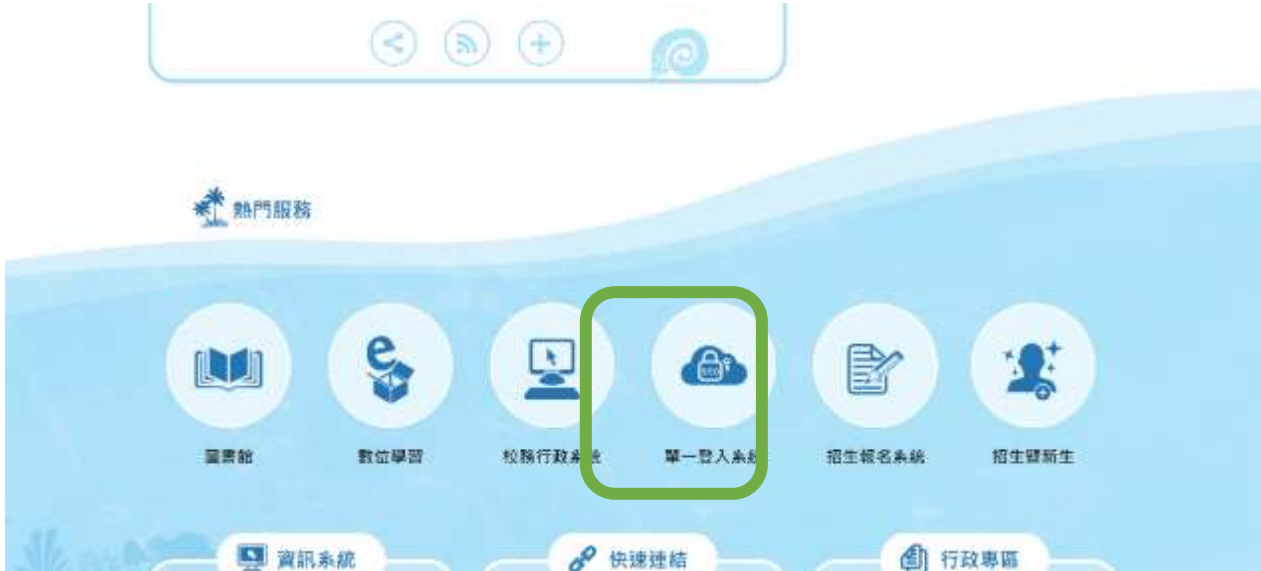 熱門服務
圖書館
數位學習
校務行政系統
單一登入系統
招生報名系統
招生暨新生
資訊系統
快速連結
行政專區